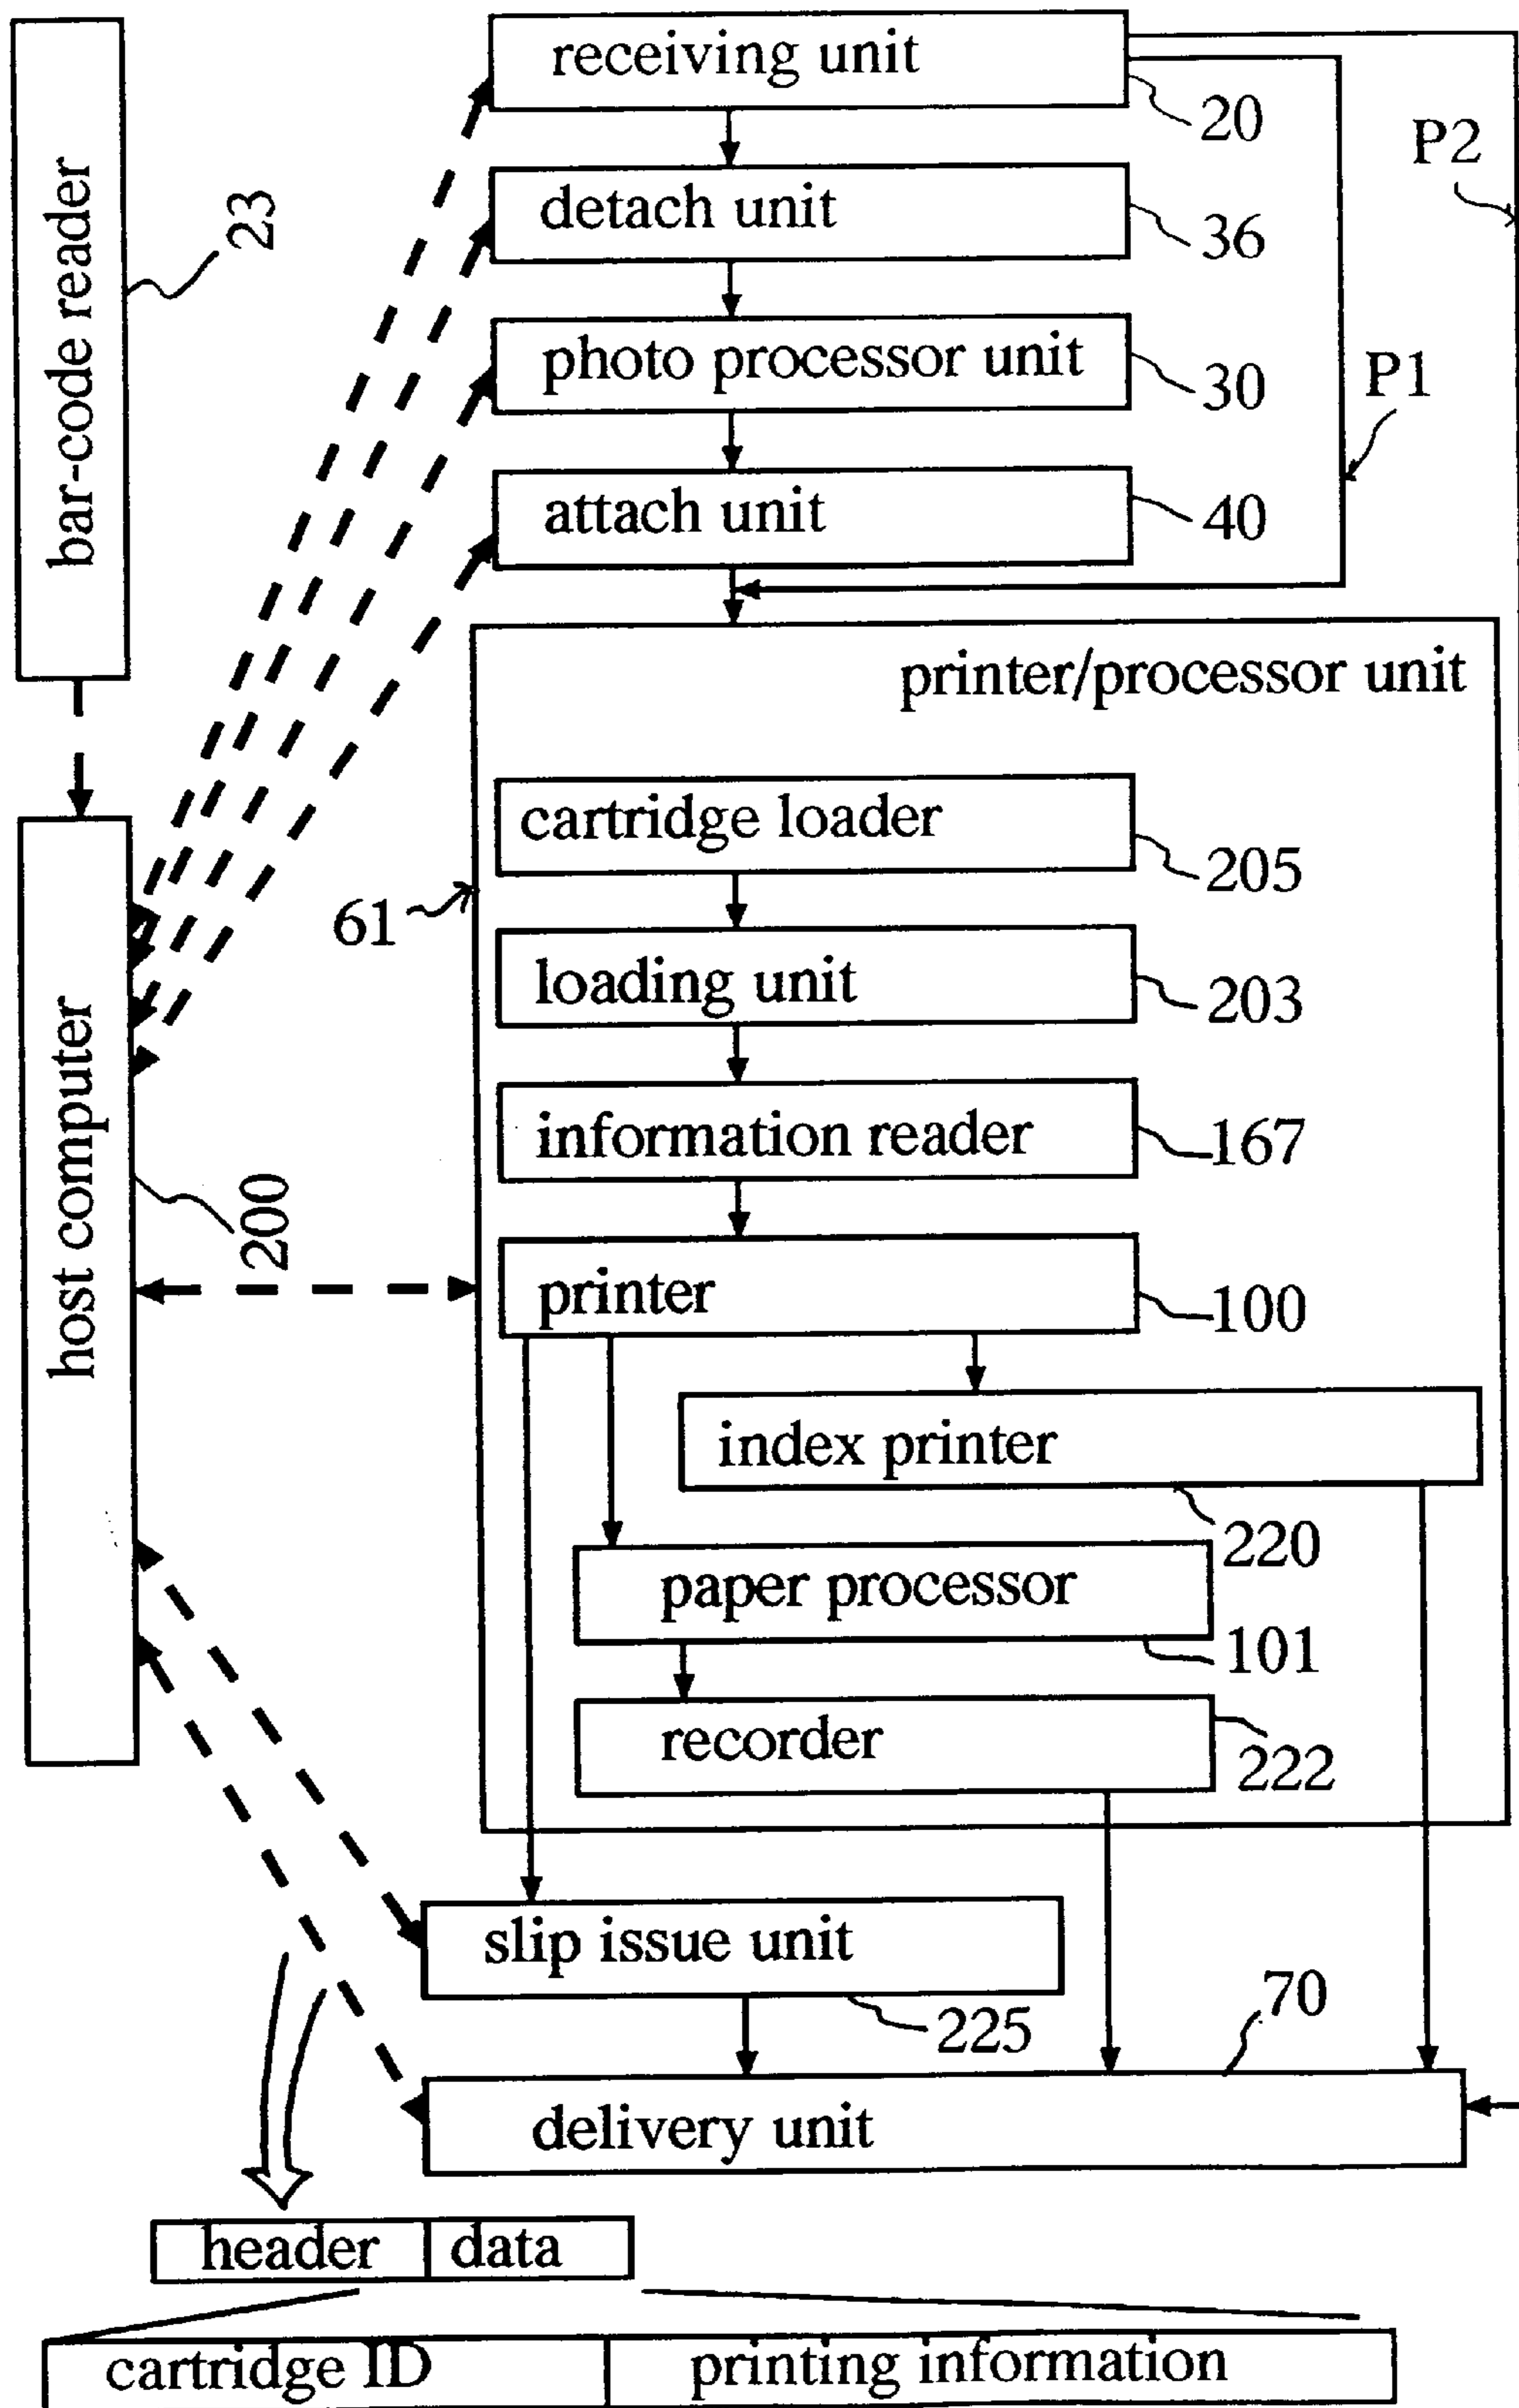 receiving unit
20
P2
bar-code reader
23
detach unit
36
photo processor unit
30
P1
attach unit
40
printer/processor unit
cartridge loader
205
61
loading unit
203
host computer
200
information reader
167
printer
100
index printer
220
paper processor
101
recorder
222
slip issue unit
225
70
delivery unit
header data
cartridge ID printing information